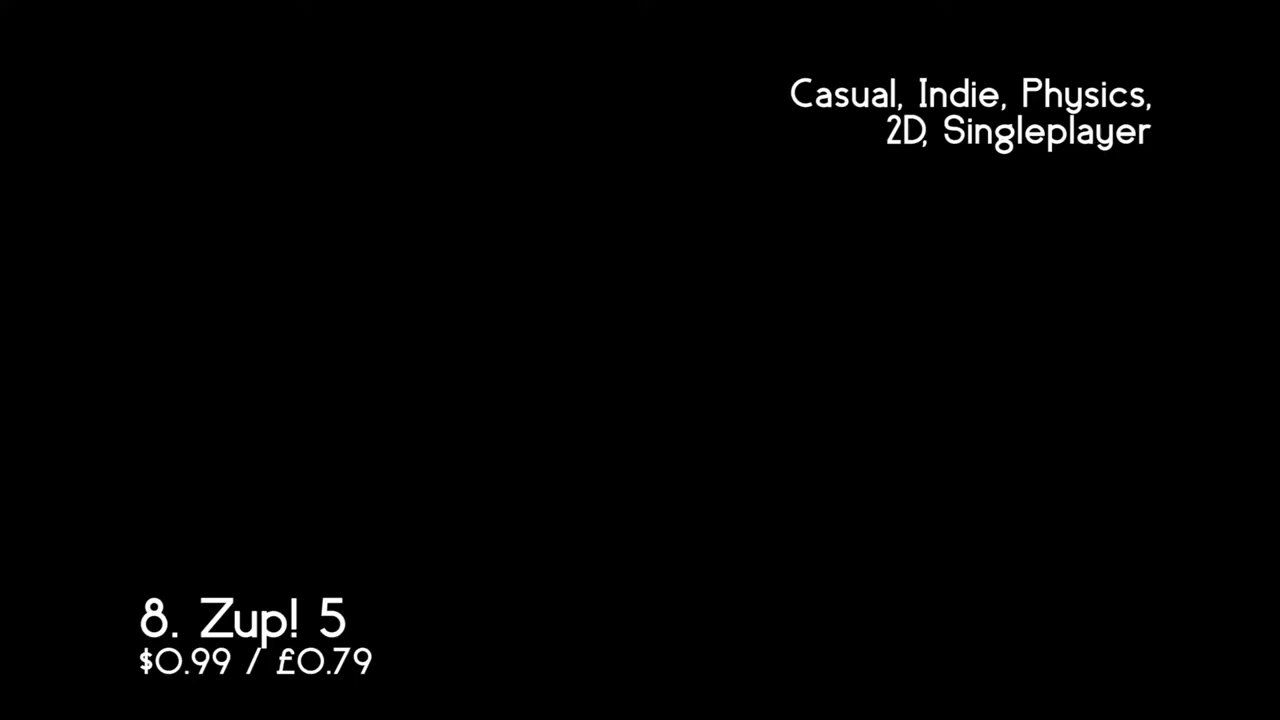 Casual, Indie, Physics,
2D, Singleplayer
8. Zup! 5
$0.99 / £0.79